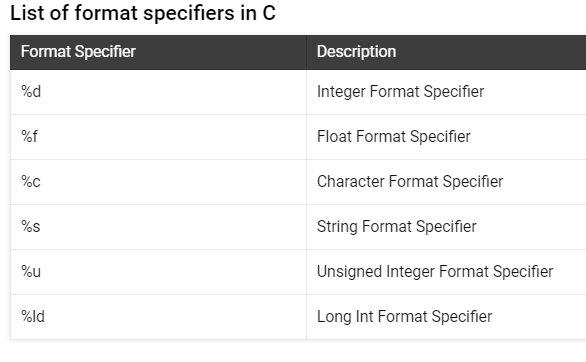 List of format specifiers in C
Format Specifier Description
%d Integer Format Specifier
%f Float Format Specifier
%c Character Format Specifier
%s String Format Specifier
%u Unsigned Integer Format Specifier
%ld Long Int Format Specifier